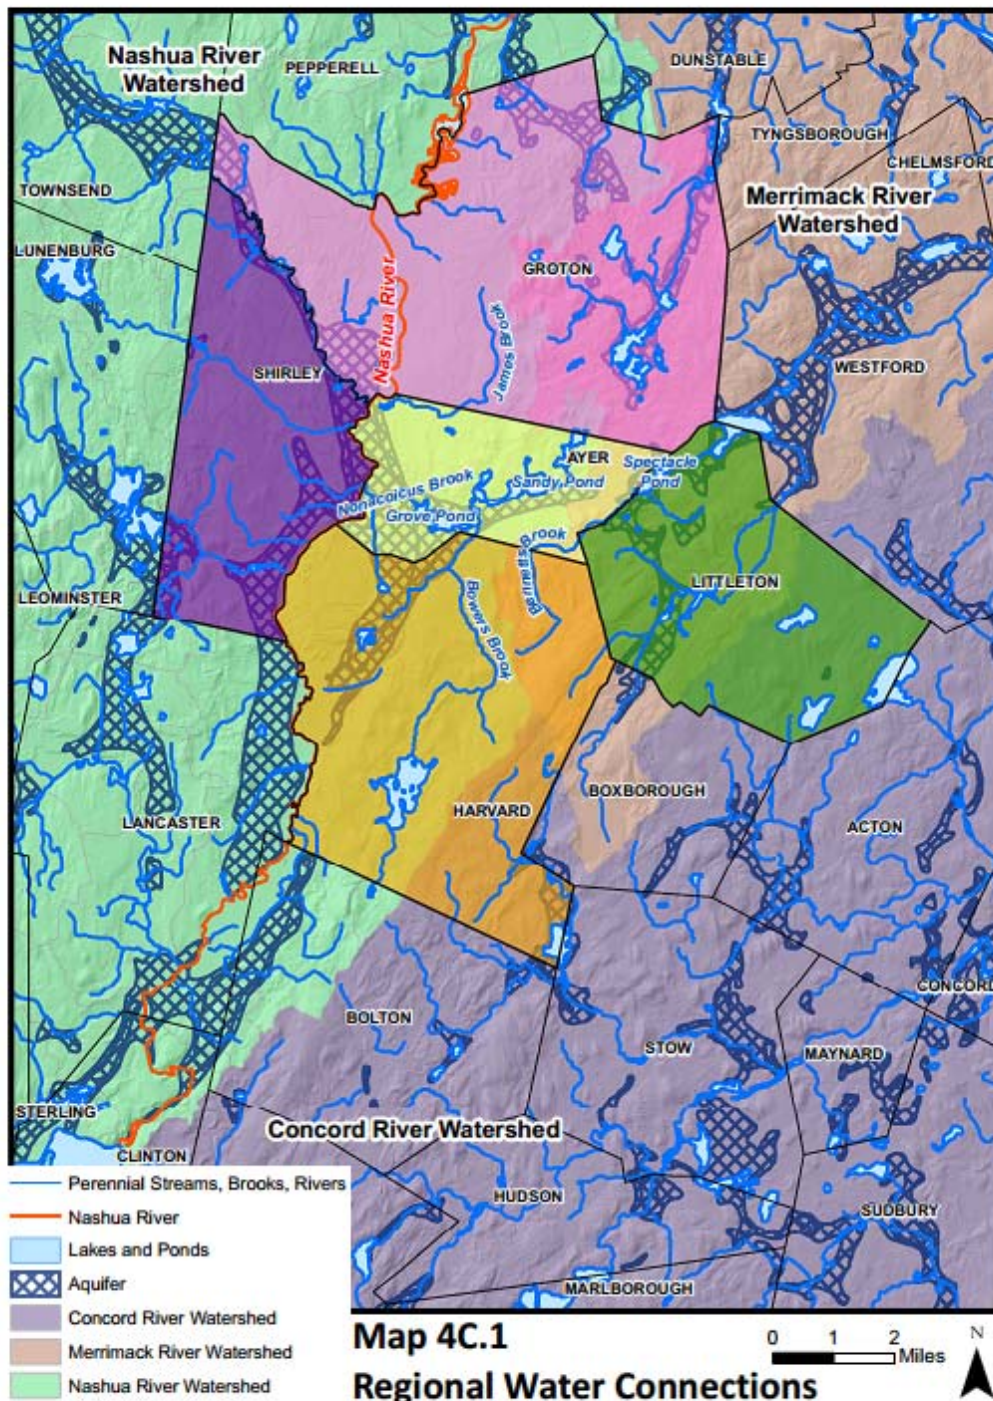 Nashua River
Watershed
PEPPERELL
DUNSTABLE
TYNGSBOROUGH
CHELMSFORD
TOWNSEND
Merrimack River
Watershed
LUNENBURG
GROTON
Nashua River
James Brook
WESTFORD
SHIRLEY
AYER
Spectacle
Pond
Sandy Pond
Nonacoicus Brook
Grove Pond
Bennetts Brook
Bowers Brook
LITTLETON
LEOMINSTER
HARVARD
BOXBOROUGH
LANCASTER
ACTON
CONCORD
BOLTON
STOW
MAYNARD
STERLING
Concord River Watershed
CLINTON
HUDSON
SUDBURY
MARLBOROUGH
Perennial Streams, Brooks, Rivers
Nashua River
Lakes and Ponds
Aquifer
Concord River Watershed
Merrimack River Watershed
Nashua River Watershed
Map 4C.1
Regional Water Connections
0 1 2
Miles
N